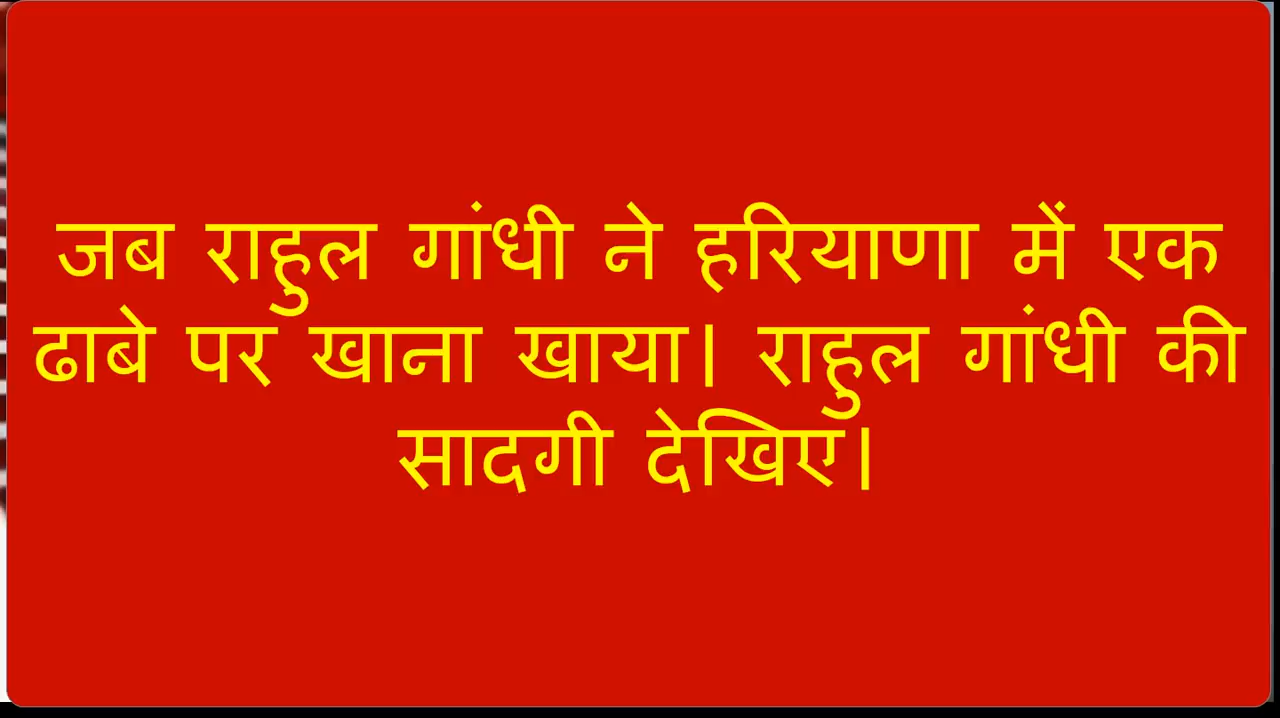 जब राहुल गांधी ने हरियाणा में एक
ढाबे पर खाना खाया। राहुल गांधी की
सादगी देखिए।